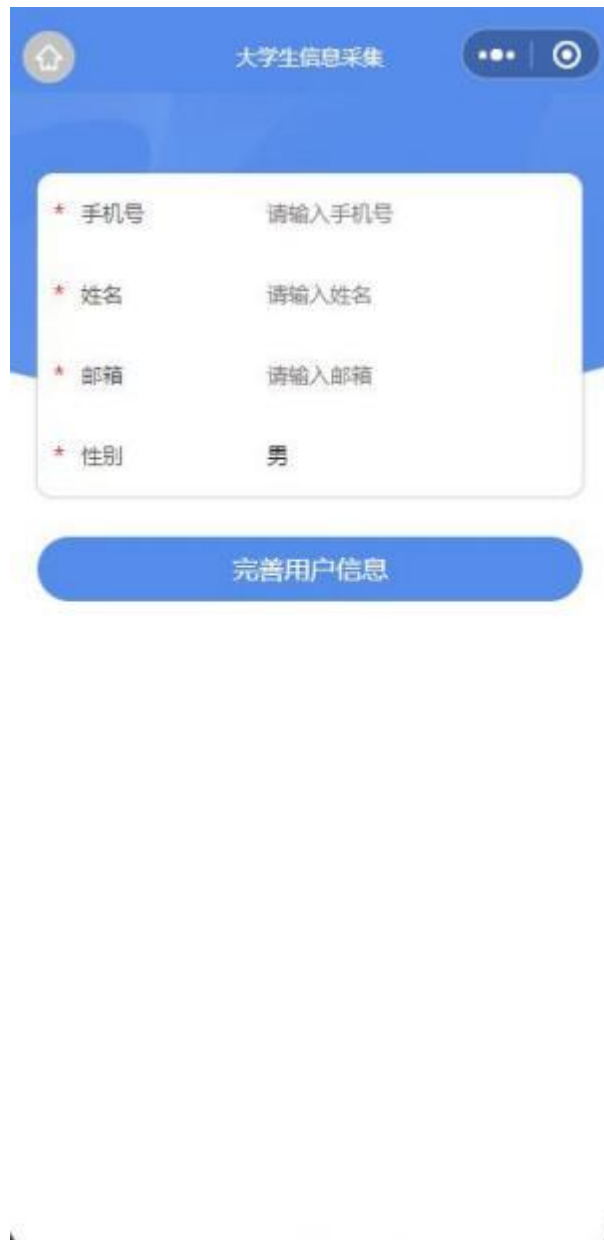 大学生信息采集
* 手机号 请输入手机号
* 姓名 请输入姓名
* 邮箱 请输入邮箱
* 性别 男
完善用户信息